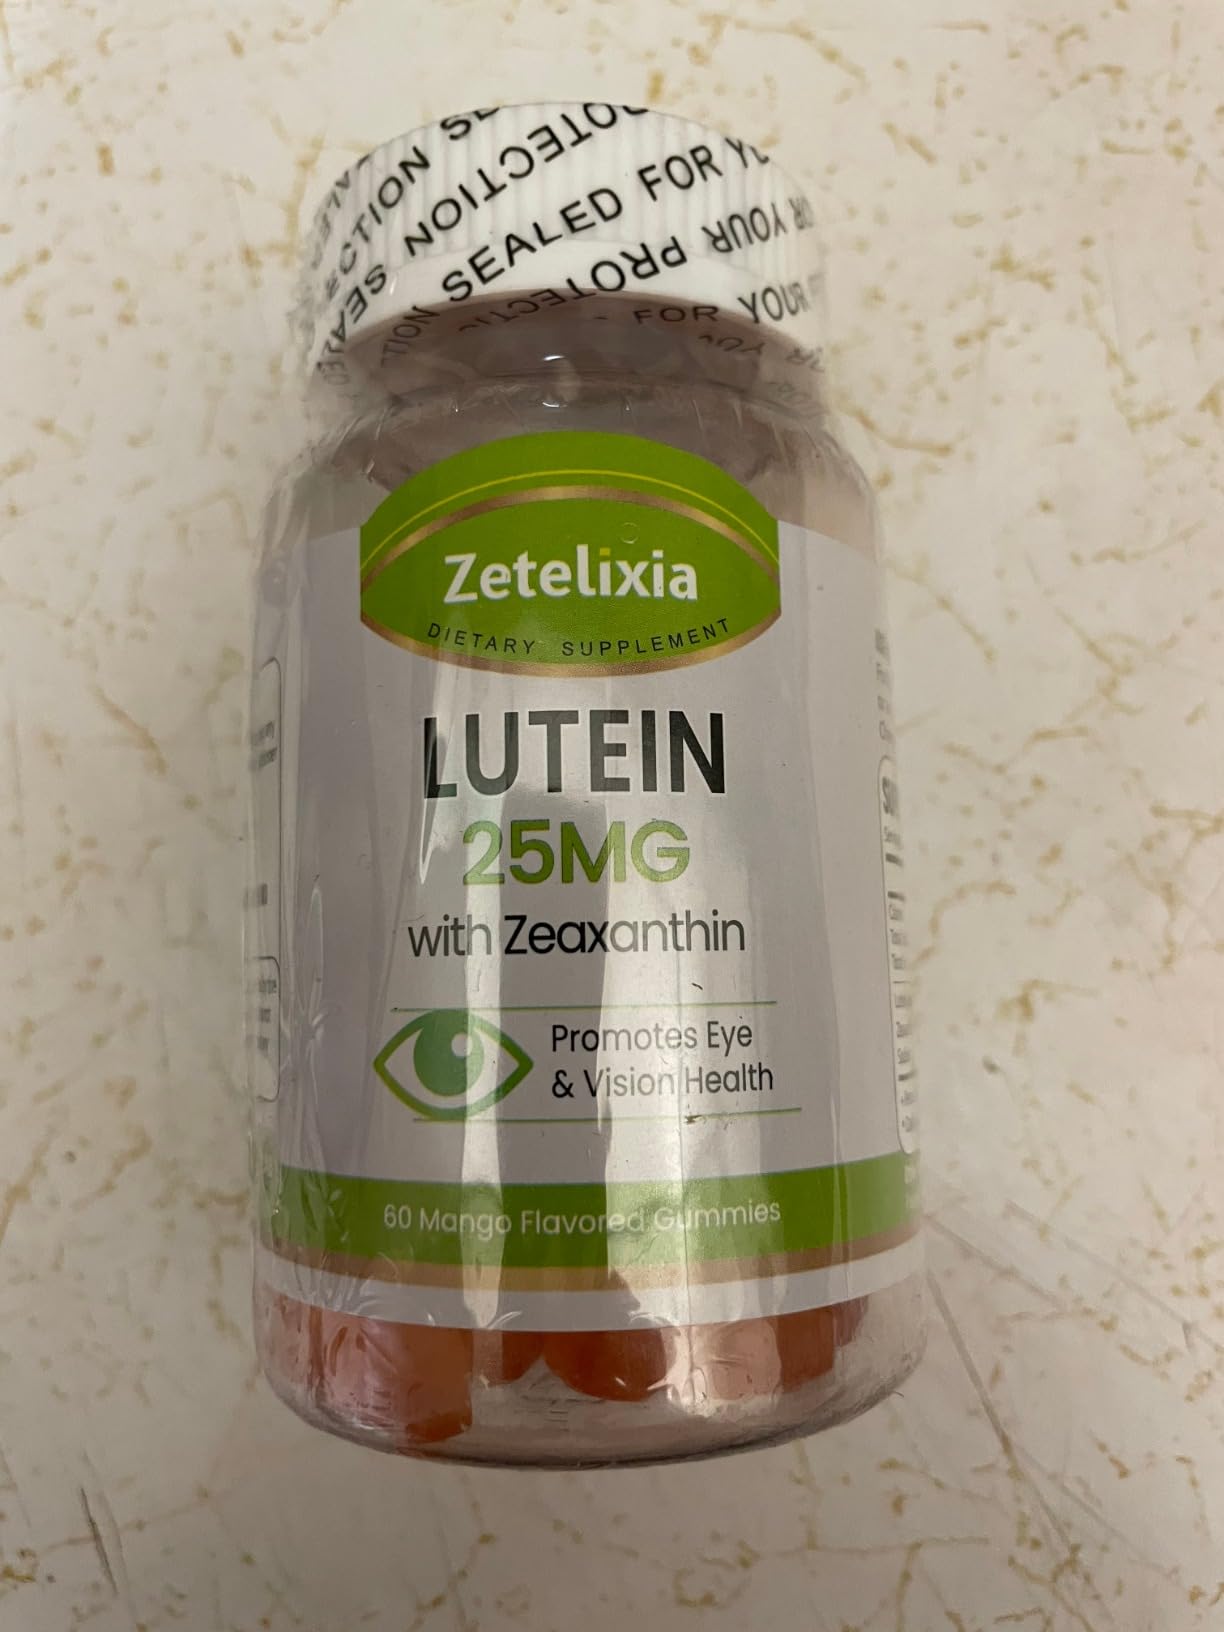 SEALED FOR
PROTECTION
FOR YOUR
Zetelixia
DIETARY SUPPLEMENT
LUTEIN
25MG
with Zeaxanthin
Promotes Eye
& Vision Health
60 Mango Flavored Gummies